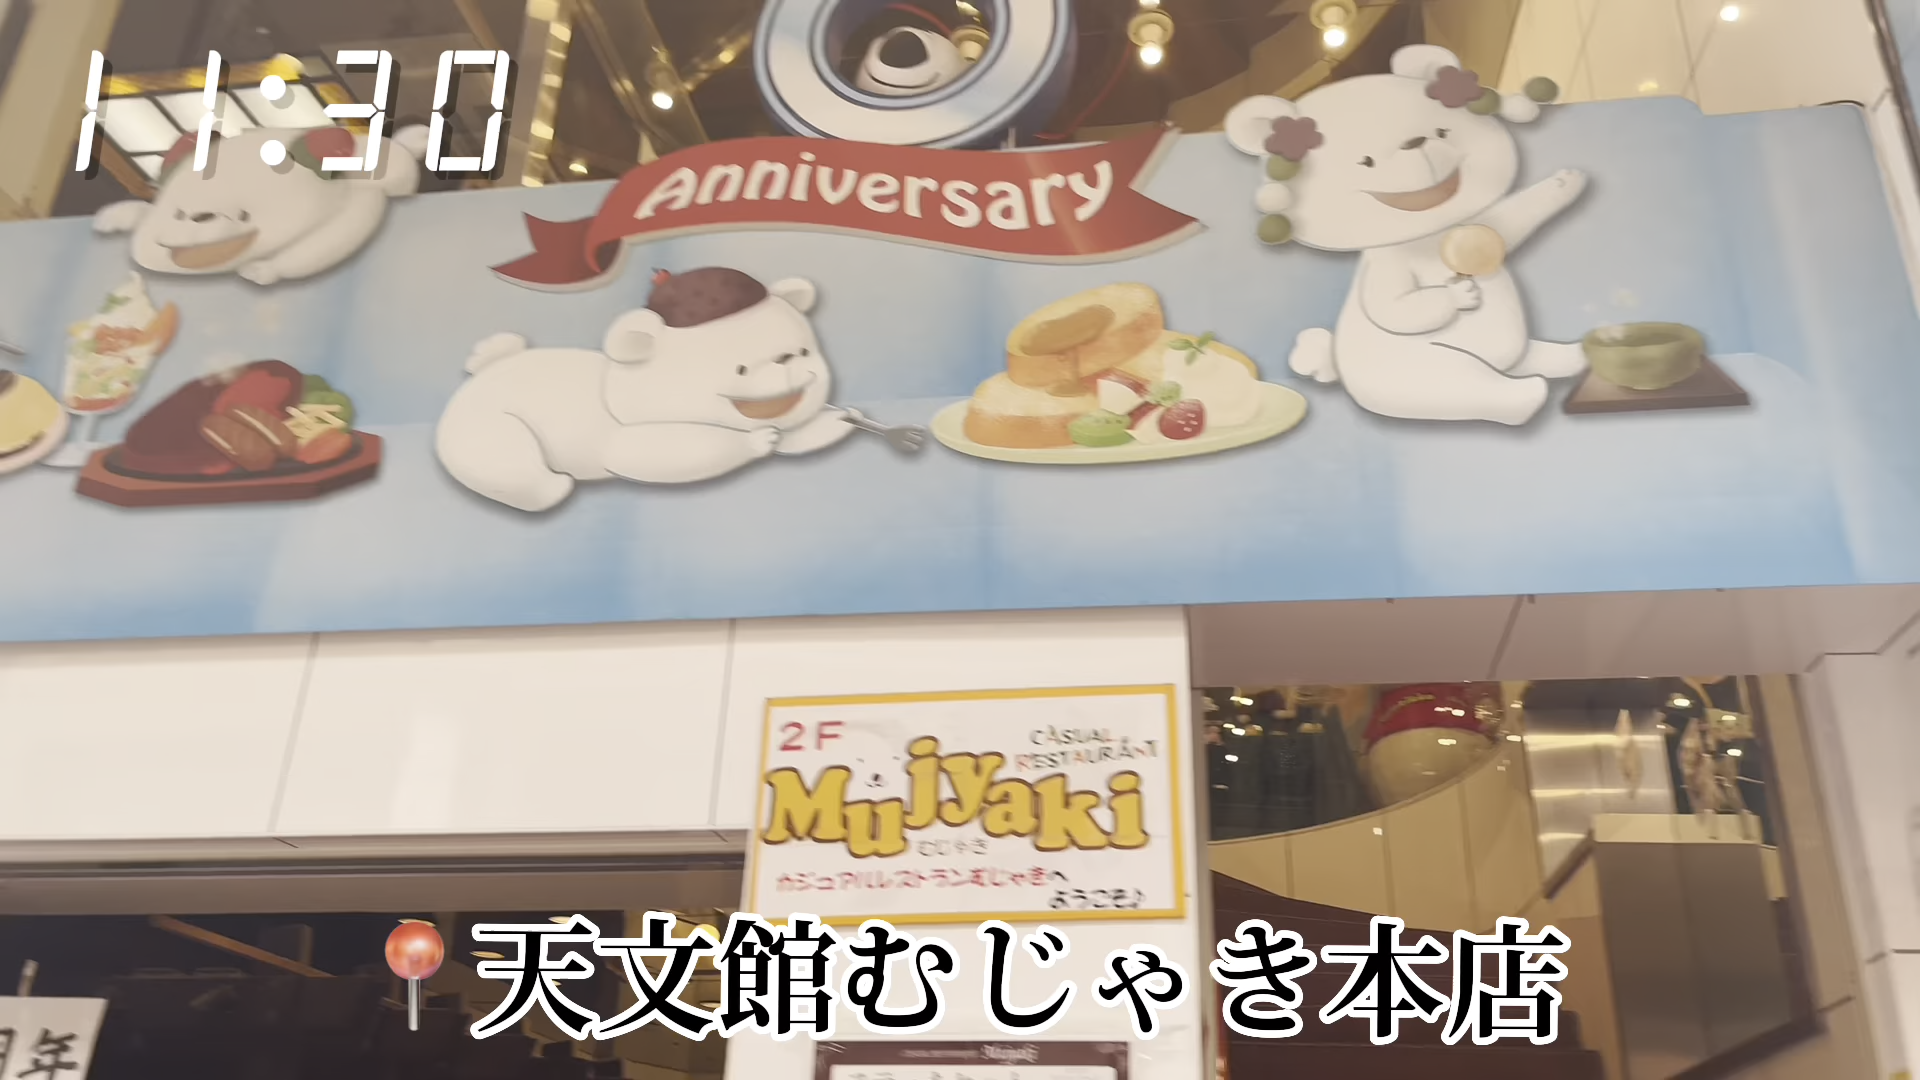 11:30
Anniversary
2F
CASUAL
RESTAURANT
Mujyaki
むじゃき
カジュアルレストランむじゃきへ
ようこそ♪
📍天文館むじゃき本店
周年